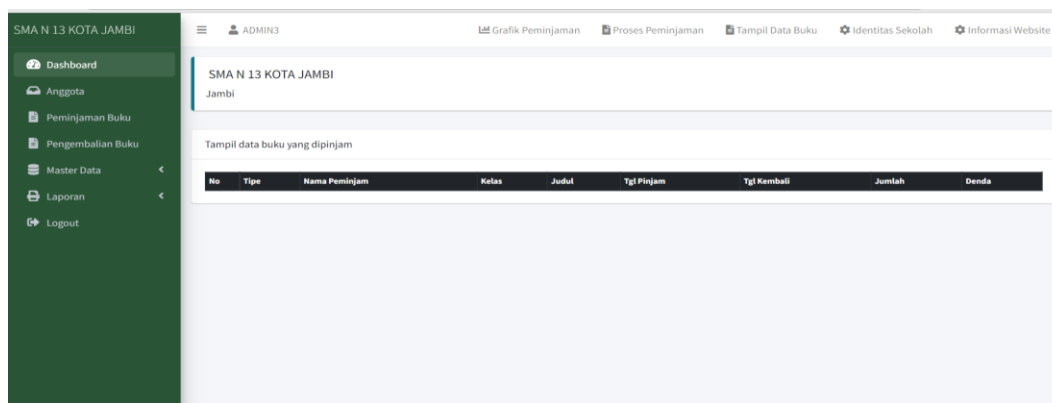 SMA N 13 KOTA JAMBI
ADMIN3
Grafik Peminjaman
Proses Peminjaman
Tampil Data Buku
Identitas Sekolah
Informasi Website
Dashboard
Anggota
Peminjaman Buku
Pengembalian Buku
Master Data
Laporan
Logout
SMA N 13 KOTA JAMBI
Jambi
Tampil data buku yang dipinjam
No Tipe Nama Peminjam Kelas Judul Tgl Pinjam Tgl Kembali Jumlah Denda